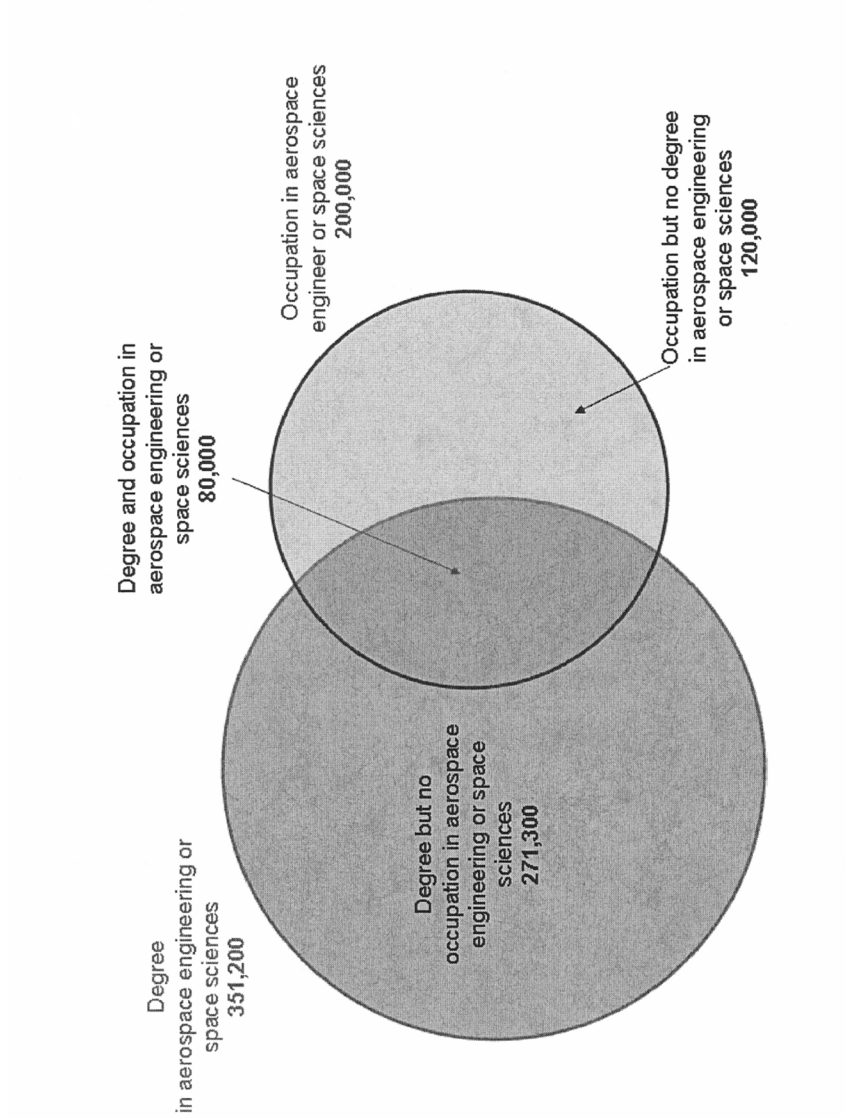 Degree
in aerospace engineering or
space sciences
351,200
Degree and occupation in
aerospace engineering or
space sciences
80,000
Occupation in aerospace
engineer or space sciences
200,000
Degree but no
occupation in aerospace
engineering or space
sciences
271,300
Occupation but no degree
in aerospace engineering
or space sciences
120,000